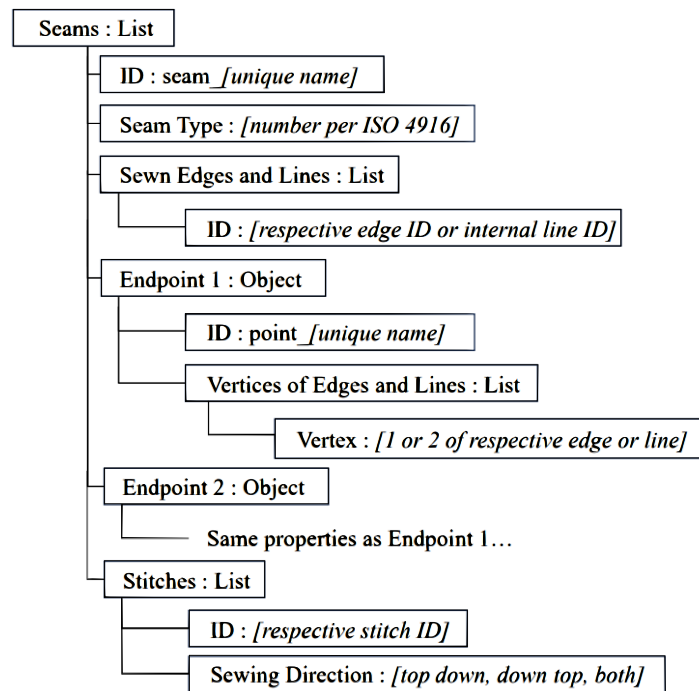 Seams : List
ID : seam_[unique name]
Seam Type : [number per ISO 4916]
Sewn Edges and Lines : List
ID : [respective edge ID or internal line ID]
Endpoint 1 : Object
ID : point_[unique name]
Vertices of Edges and Lines : List
Vertex : [1 or 2 of respective edge or line]
Endpoint 2 : Object
Same properties as Endpoint 1…
Stitches : List
ID : [respective stitch ID]
Sewing Direction : [top down, down top, both]